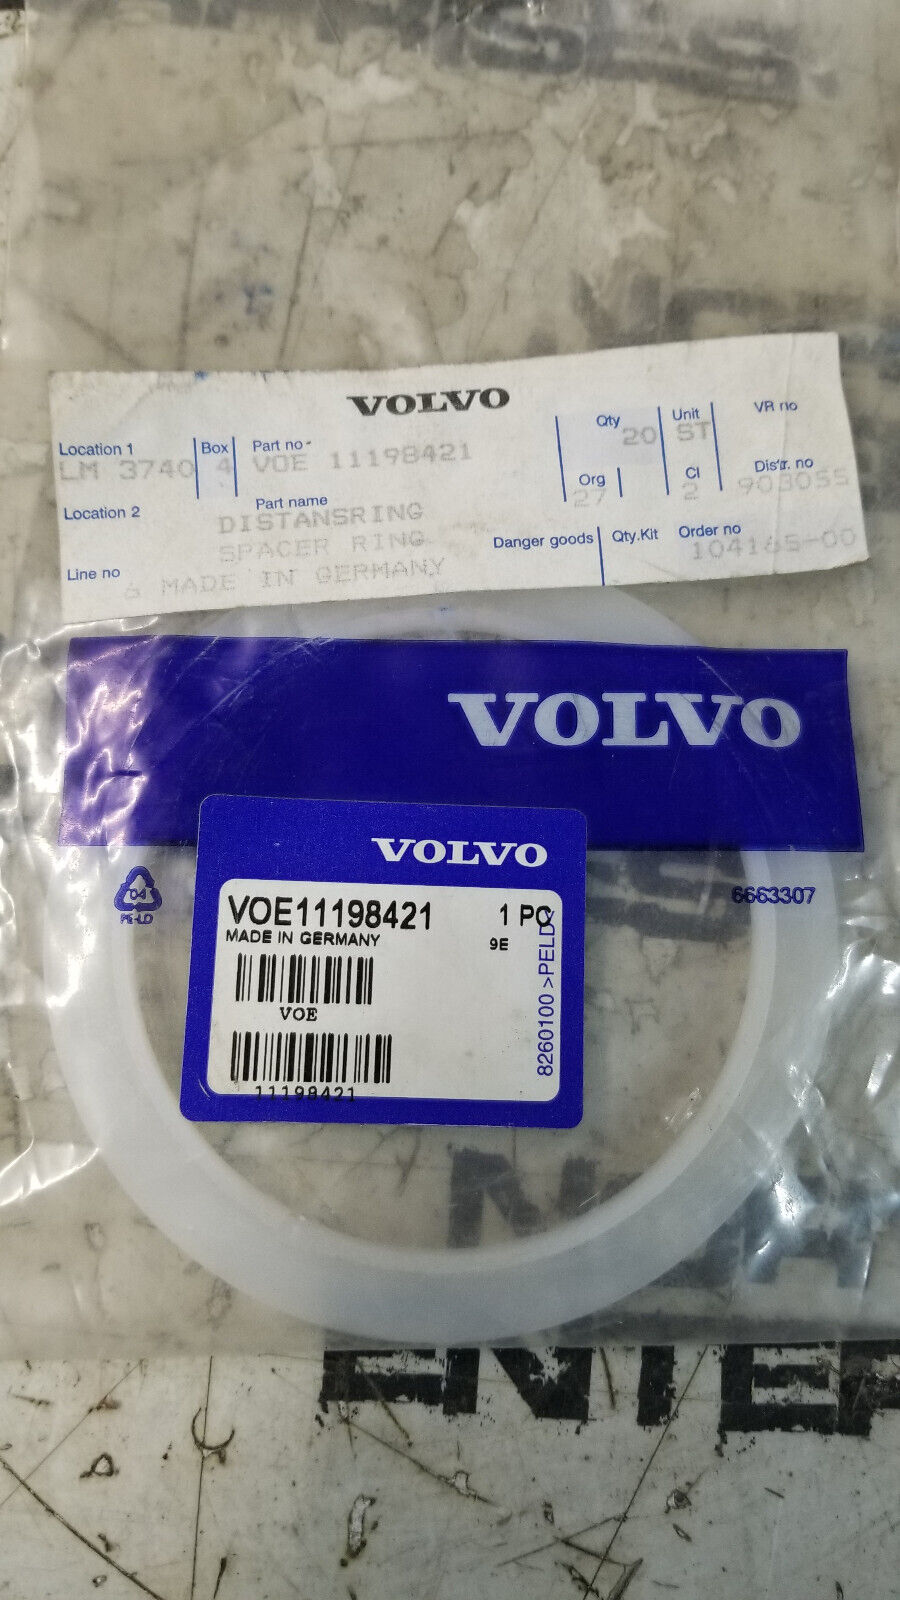 VOLVO
Location 1 Box Part no Qty Unit VR no
LM 3740 4 VOE 11198421 20 ST
Org Cl Distr. no
27 2 903055
Location 2 Part name
DISTANSRING
SPACER RING
Danger goods Qty.Kit Order no
104165-00
Line no
6 MADE IN GERMANY
VOLVO
VOLVO
04
PE-LD
6663307
VOE11198421 1 PC
MADE IN GERMANY 9E
VOE
11198421
8260100 >PELD<
ENTER